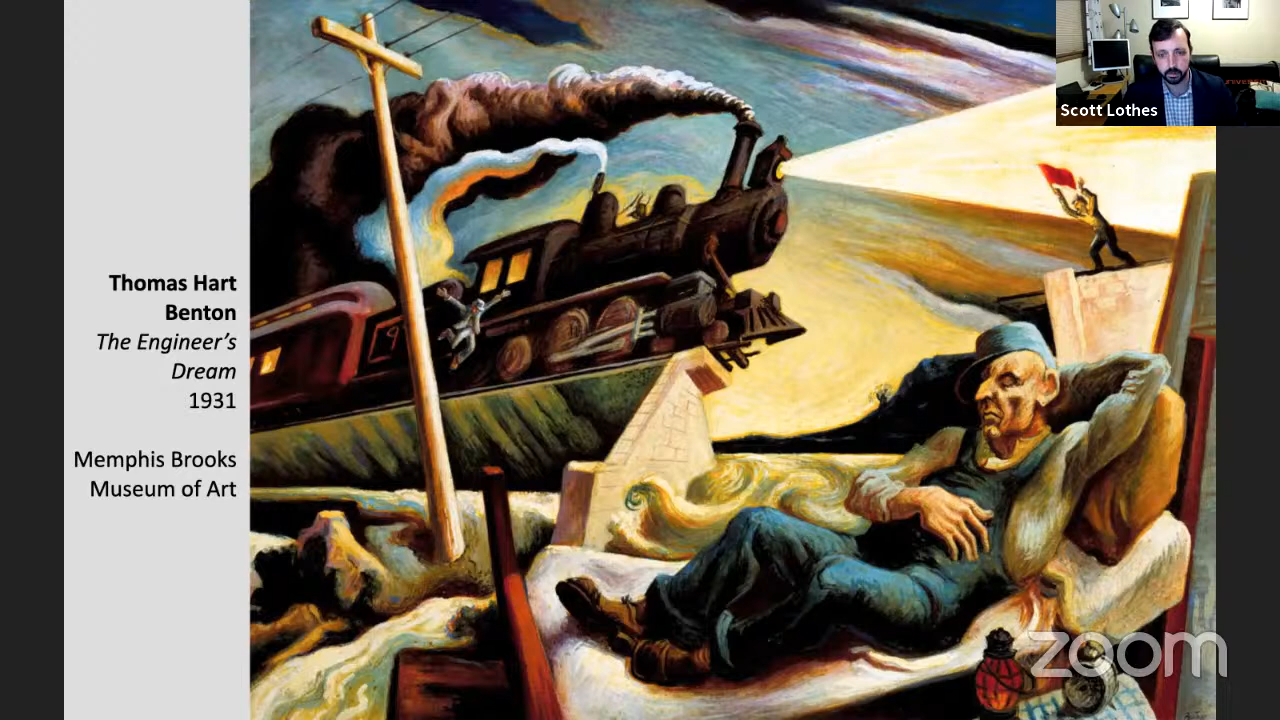 Thomas Hart
Benton
The Engineer’s
Dream
1931
Memphis Brooks
Museum of Art
Scott Lothes
zoom